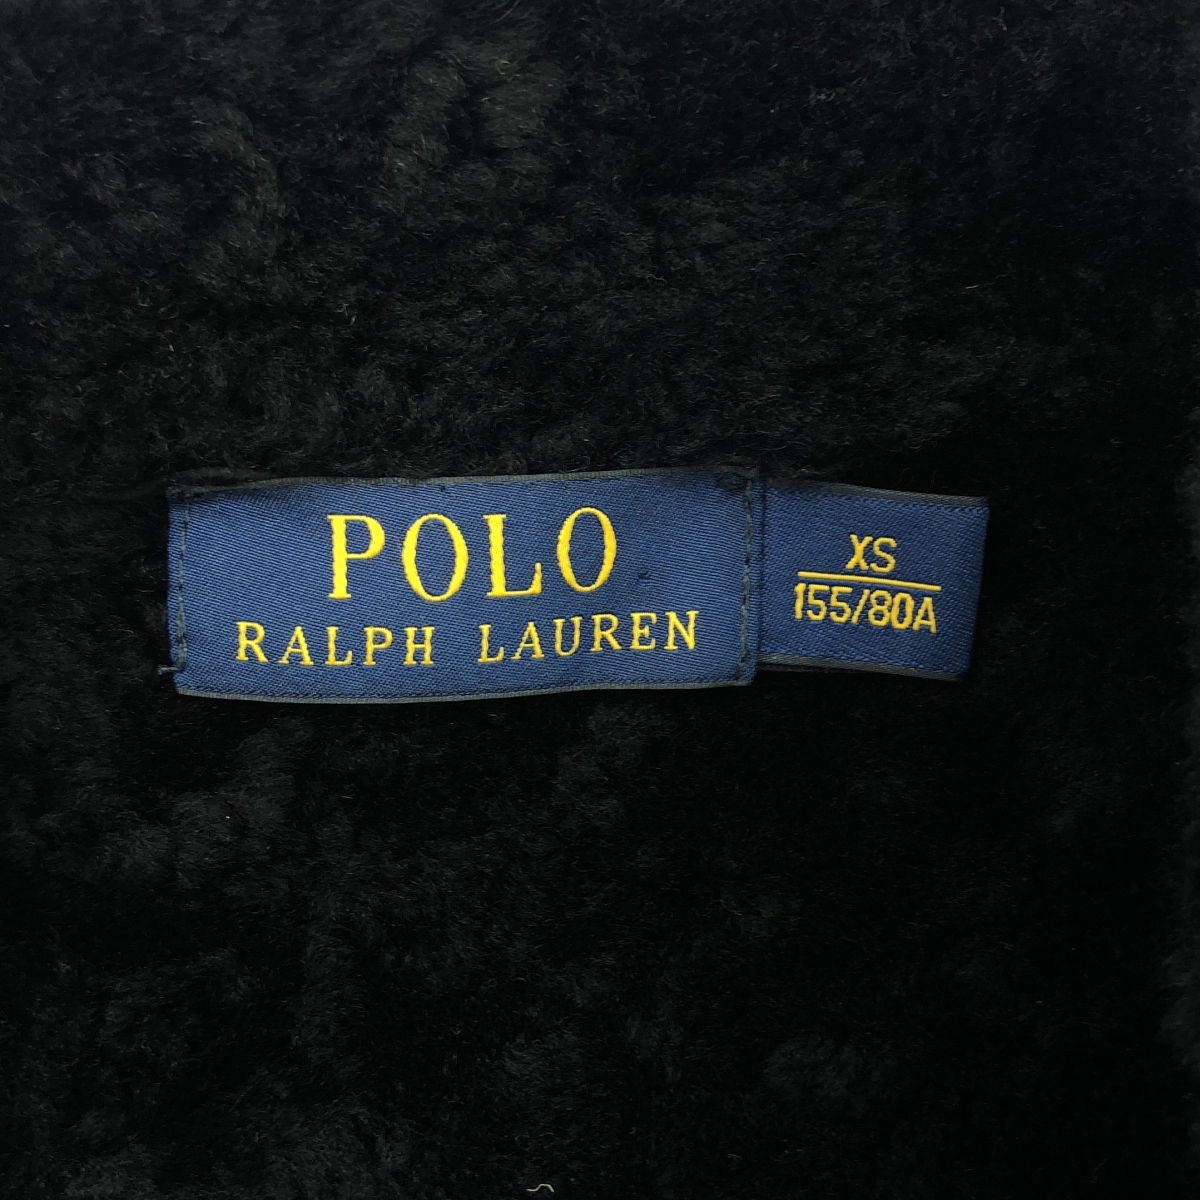 POLO
RALPH LAUREN
XS
155/80A